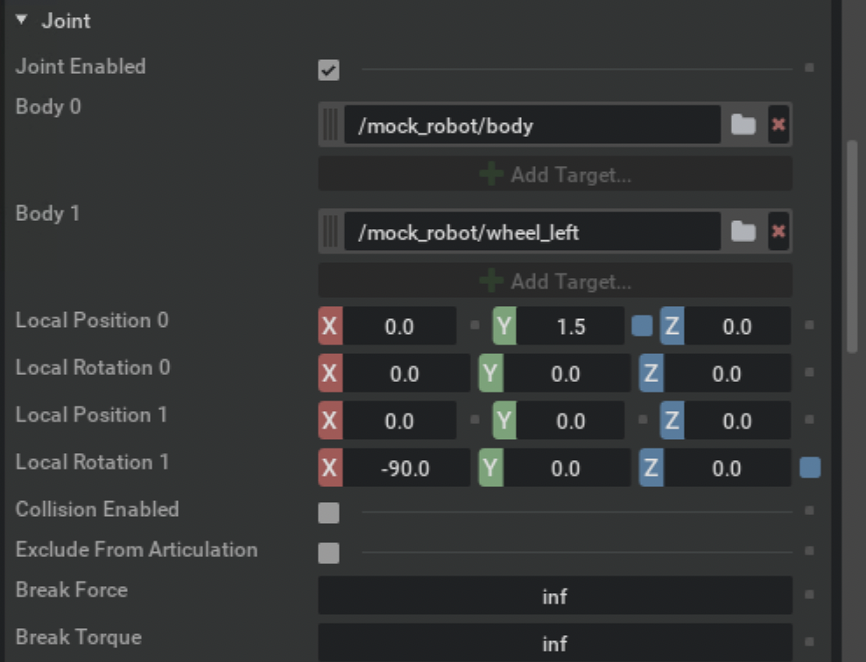 Joint
Joint Enabled
Body 0
/mock_robot/body
Add Target...
Body 1
/mock_robot/wheel_left
Add Target...
Local Position 0 X 0.0 Y 1.5 Z 0.0
Local Rotation 0 X 0.0 Y 0.0 Z 0.0
Local Position 1 X 0.0 Y 0.0 Z 0.0
Local Rotation 1 X -90.0 Y 0.0 Z 0.0
Collision Enabled
Exclude From Articulation
Break Force inf
Break Torque inf